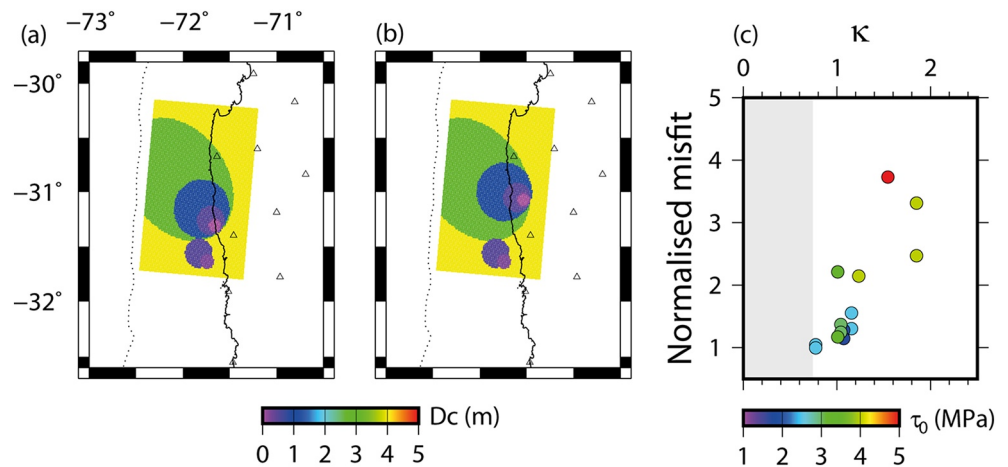 (a)
−73° −72° −71°
−30°
−31°
−32°
(b)
Dc (m)
0 1 2 3 4 5
(c)
κ
0 1 2
Normalised misfit
5
4
3
2
1
τ₀ (MPa)
1 2 3 4 5